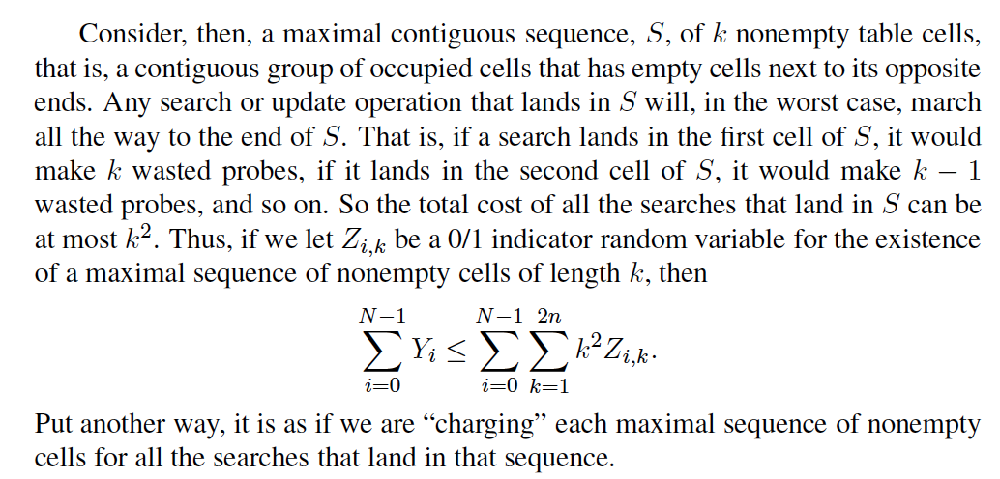 Consider, then, a maximal contiguous sequence, S, of k nonempty table cells,
that is, a contiguous group of occupied cells that has empty cells next to its opposite
ends. Any search or update operation that lands in S will, in the worst case, march
all the way to the end of S. That is, if a search lands in the first cell of S, it would
make k wasted probes, if it lands in the second cell of S, it would make k − 1
wasted probes, and so on. So the total cost of all the searches that land in S can be
at most k². Thus, if we let Z_{i,k} be a 0/1 indicator random variable for the existence
of a maximal sequence of nonempty cells of length k, then
\sum_{i=0}^{N-1} Y_i \leq \sum_{i=0}^{N-1} \sum_{k=1}^{2n} k^2 Z_{i,k}.
Put another way, it is as if we are “charging” each maximal sequence of nonempty
cells for all the searches that land in that sequence.